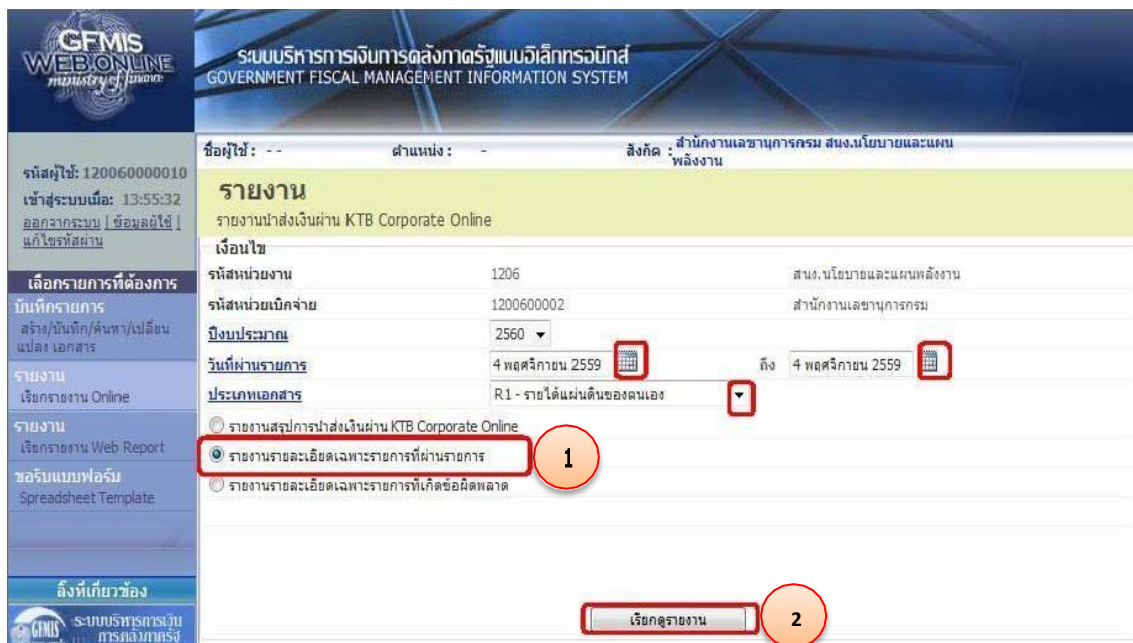 GFMIS
WEB ONLINE
ministry of finance
ระบบบริหารการเงินการคลังภาครัฐแบบอิเล็กทรอนิกส์
GOVERNMENT FISCAL MANAGEMENT INFORMATION SYSTEM
ชื่อผู้ใช้ : - - ตำแหน่ง : - สังกัด : สำนักงานเลขานุการกรม สนง.นโยบายและแผน
พลังงาน
รหัสผู้ใช้: 120060000010
เข้าสู่ระบบเมื่อ: 13:55:32
ออกจากระบบ | ข้อมูลผู้ใช้ |
แก้ไขรหัสผ่าน
เลือกรายการที่ต้องการ
บันทึกรายการ
สร้าง/บันทึก/ค้นหา/เปลี่ยน
แปลง เอกสาร
รายงาน
เรียกรายงาน Online
รายงาน
เรียกรายงาน Web Report
ขอรับแบบฟอร์ม
Spreadsheet Template
ลิ้งที่เกี่ยวข้อง
GFMIS ระบบบริหารการเงิน
การคลังภาครัฐ
รายงาน
รายงานนำส่งเงินผ่าน KTB Corporate Online
เงื่อนไข
รหัสหน่วยงาน 1206 สนง.นโยบายและแผนพลังงาน
รหัสหน่วยเบิกจ่าย 1200600002 สำนักงานเลขานุการกรม
ปีงบประมาณ 2560
วันที่ผ่านรายการ 4 พฤศจิกายน 2559 ถึง 4 พฤศจิกายน 2559
ประเภทเอกสาร R1 - รายได้แผ่นดินของตนเอง
รายงานสรุปการนำส่งเงินผ่าน KTB Corporate Online
รายงานรายละเอียดเฉพาะรายการที่ผ่านรายการ
1
รายงานรายละเอียดเฉพาะรายการที่เกิดข้อผิดพลาด
เรียกดูรายงาน
2